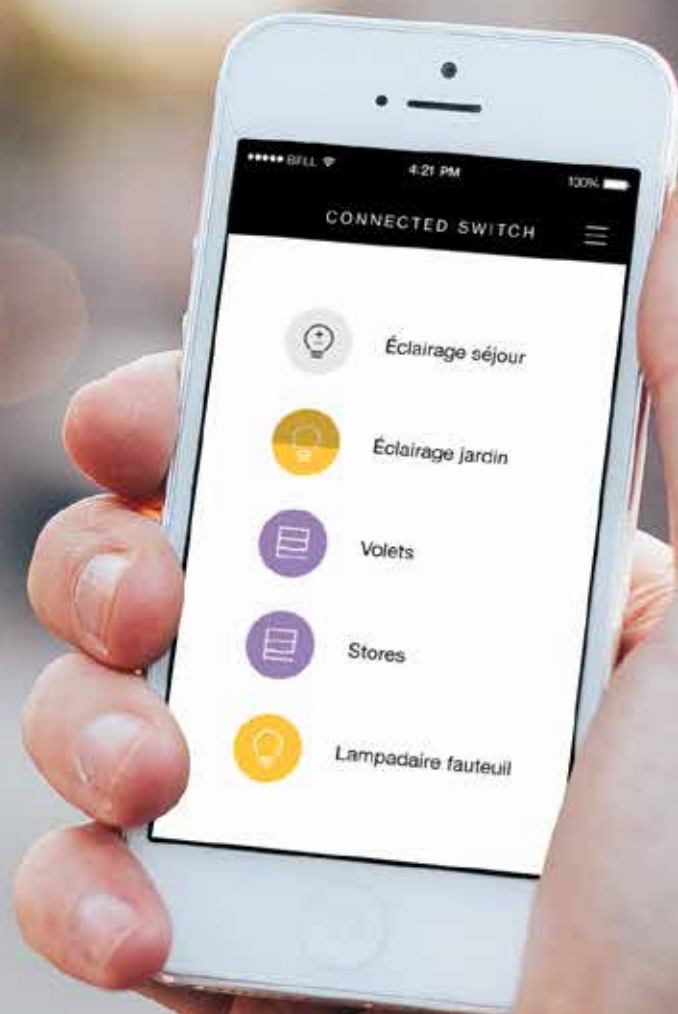 BELL 4:21 PM 100%
CONNECTED SWITCH
Éclairage séjour
Éclairage jardin
Volets
Stores
Lampadaire fauteuil